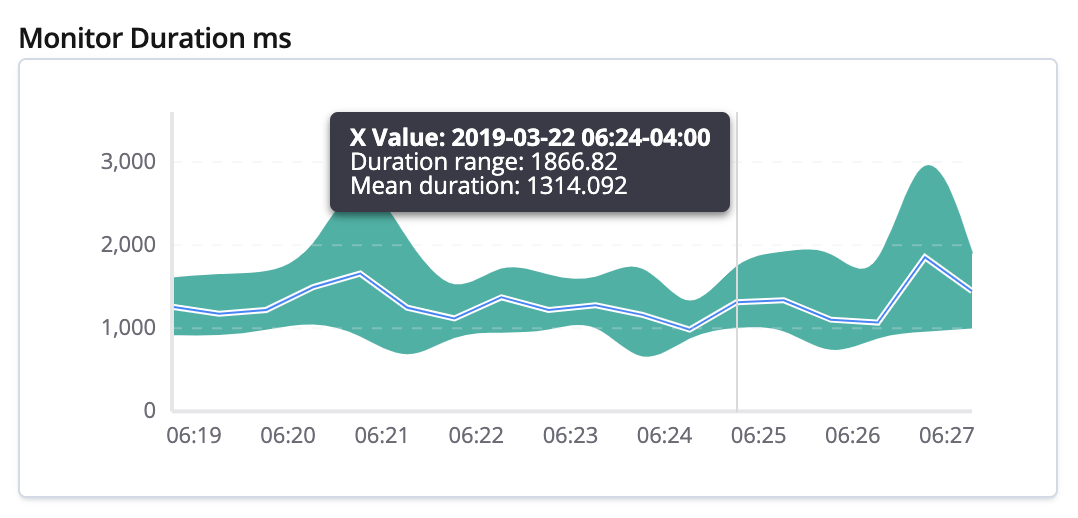 Monitor Duration ms
X Value: 2019-03-22 06:24-04:00
Duration range: 1866.82
Mean duration: 1314.092
3,000
2,000
1,000
0
06:19 06:20 06:21 06:22 06:23 06:24 06:25 06:26 06:27